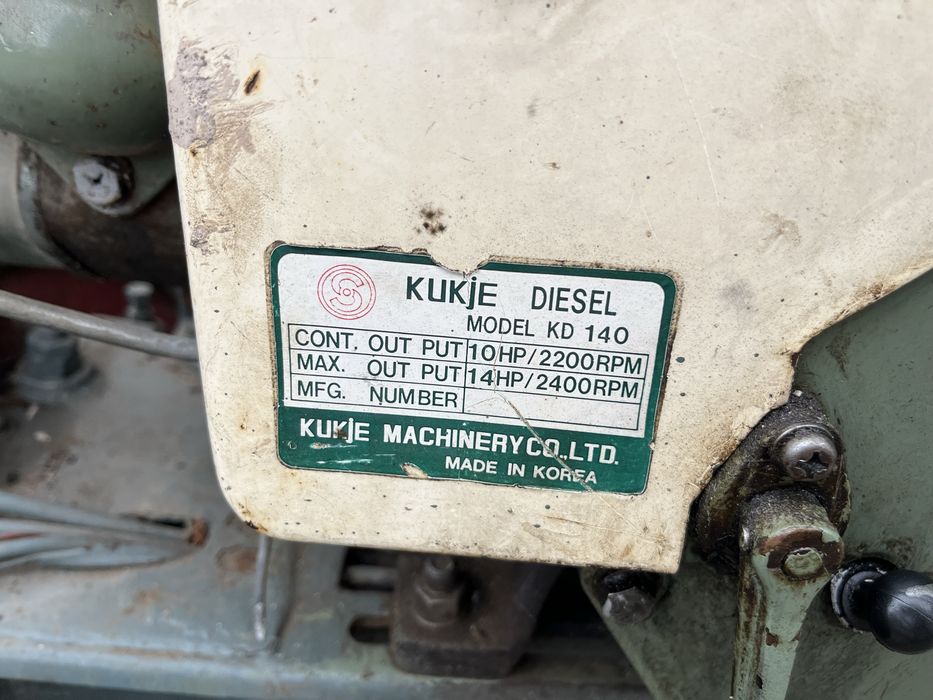 KUKjE DIESEL
MODEL KD 140
CONT. OUT PUT 10HP/2200RPM
MAX. OUT PUT 14HP/2400RPM
MFG. NUMBER
KUKjE MACHINERY CO., LTD.
MADE IN KOREA